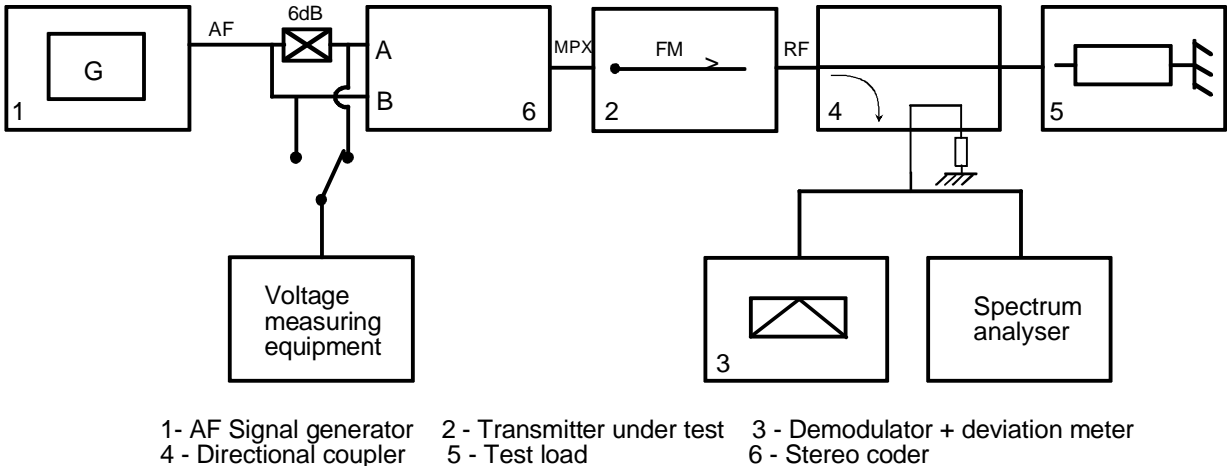 6dB
AF
A
MPX
FM
RF
G
B
1
6
2
4
5
Voltage
measuring
equipment
Spectrum
analyser
3
1- AF Signal generator 2 - Transmitter under test 3 - Demodulator + deviation meter
4 - Directional coupler 5 - Test load 6 - Stereo coder